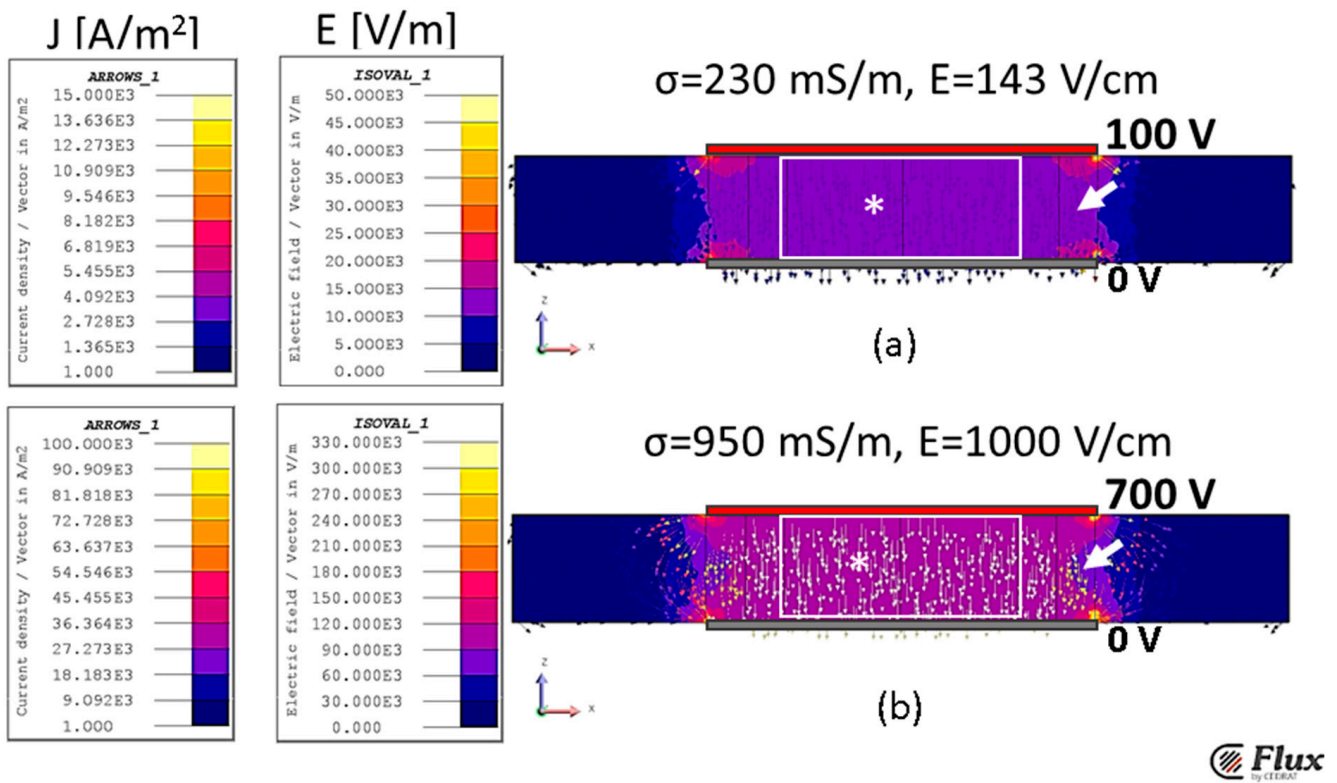 J [A/m²]
E [V/m]
ARROWS_1
Current density / Vector in A/m2
15.000E3
13.636E3
12.273E3
10.909E3
9.546E3
8.182E3
6.819E3
5.455E3
4.092E3
2.728E3
1.365E3
1.000
ISOVAL_1
Electric field / Vector in V/m
50.000E3
45.000E3
40.000E3
35.000E3
30.000E3
25.000E3
20.000E3
15.000E3
10.000E3
5.000E3
0.000
σ=230 mS/m, E=143 V/cm
100 V
*
0 V
z
x
(a)
ARROWS_1
Current density / Vector in A/m2
100.000E3
90.909E3
81.818E3
72.728E3
63.637E3
54.546E3
45.455E3
36.364E3
27.273E3
18.183E3
9.092E3
1.000
ISOVAL_1
Electric field / Vector in V/m
330.000E3
300.000E3
270.000E3
240.000E3
210.000E3
180.000E3
150.000E3
120.000E3
90.000E3
60.000E3
30.000E3
0.000
σ=950 mS/m, E=1000 V/cm
700 V
*
0 V
z
x
(b)
Flux
by CEDRAT